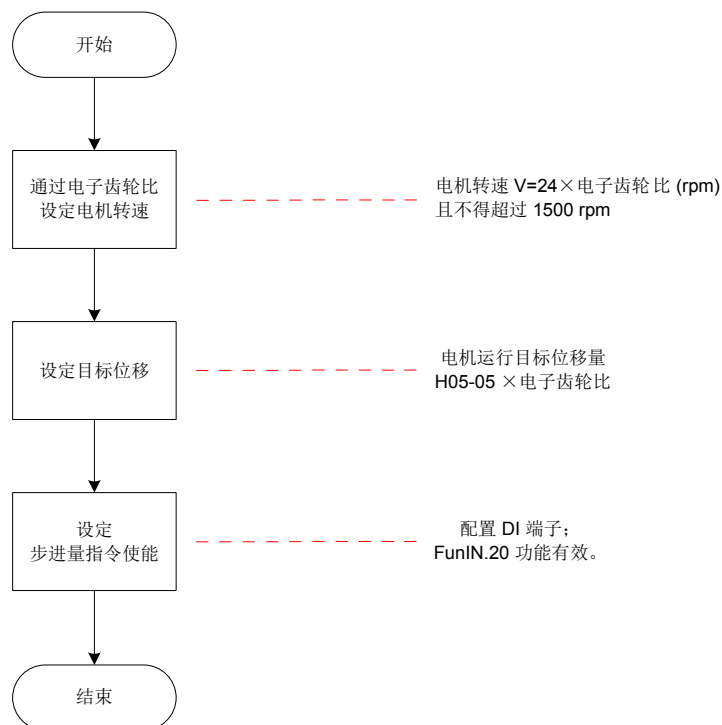 开始
通过电子齿轮比
设定电机转速
电机转速 V=24×电子齿轮比 (rpm)
且不得超过 1500 rpm
设定目标位移
电机运行目标位移量
H05-05 ×电子齿轮比
设定
步进量指令使能
配置 DI 端子；
FunIN.20 功能有效。
结束